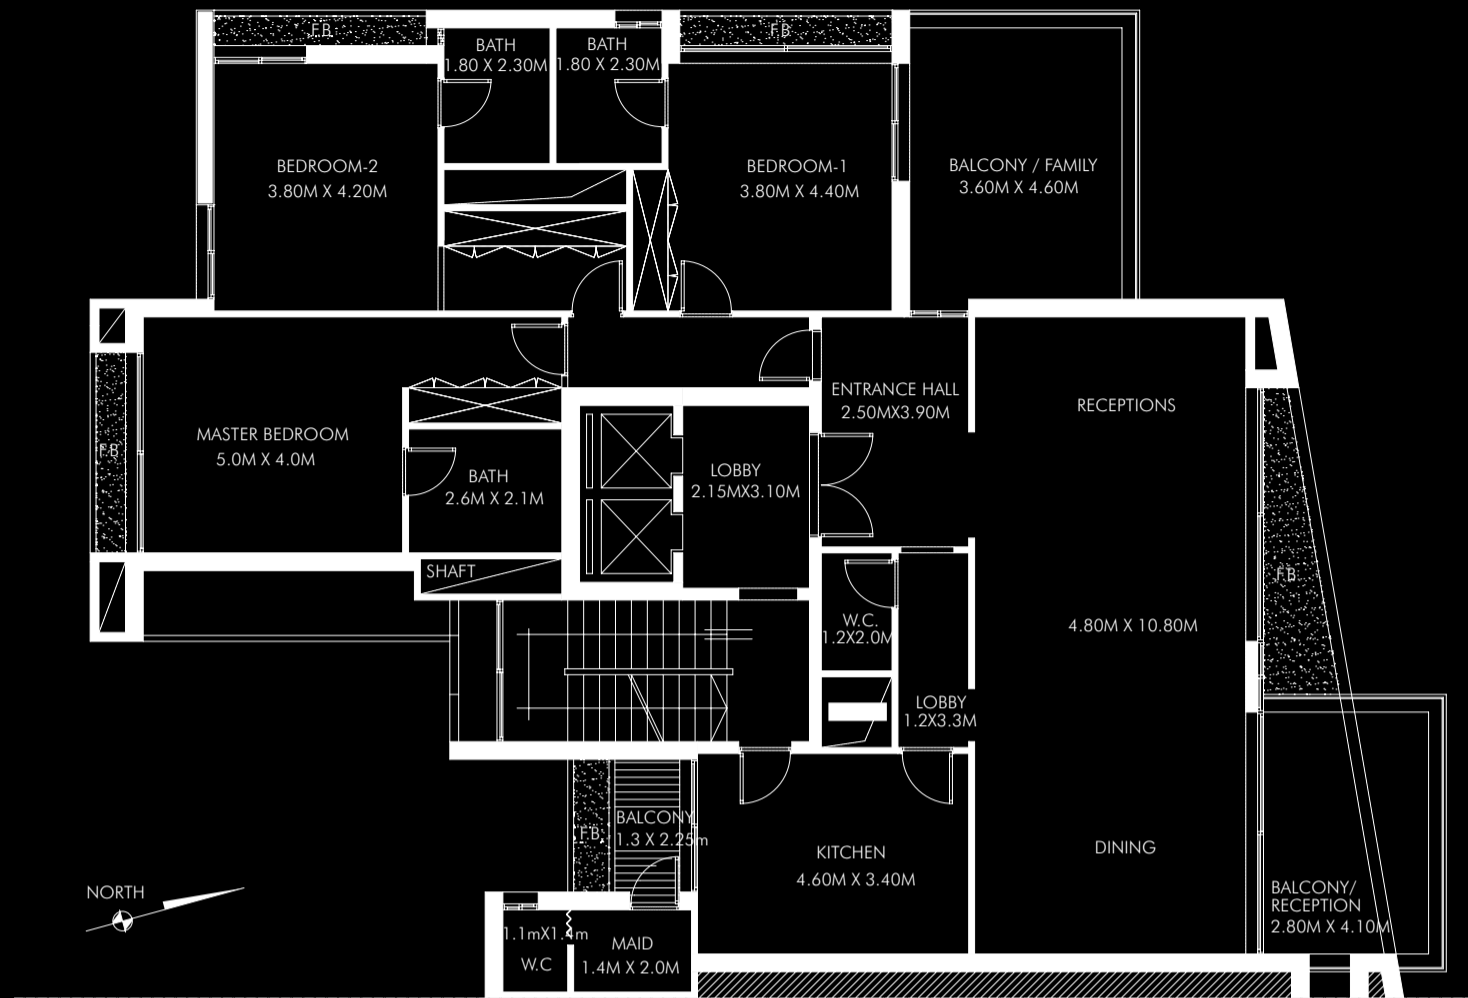 F.B.
F.B.
BATH
1.80 X 2.30M
BATH
1.80 X 2.30M
BEDROOM-2
3.80M X 4.20M
BEDROOM-1
3.80M X 4.40M
BALCONY / FAMILY
3.60M X 4.60M
ENTRANCE HALL
2.50MX3.90M
RECEPTIONS
MASTER BEDROOM
5.0M X 4.0M
F.B.
BATH
2.6M X 2.1M
LOBBY
2.15MX3.10M
SHAFT
F.B.
W.C.
1.2X2.0M
4.80M X 10.80M
LOBBY
1.2X3.3M
BALCONY
1.3 X 2.25m
F.B.
KITCHEN
4.60M X 3.40M
DINING
BALCONY/
RECEPTION
2.80M X 4.10M
NORTH
1.1mX1.4m
W.C
MAID
1.4M X 2.0M